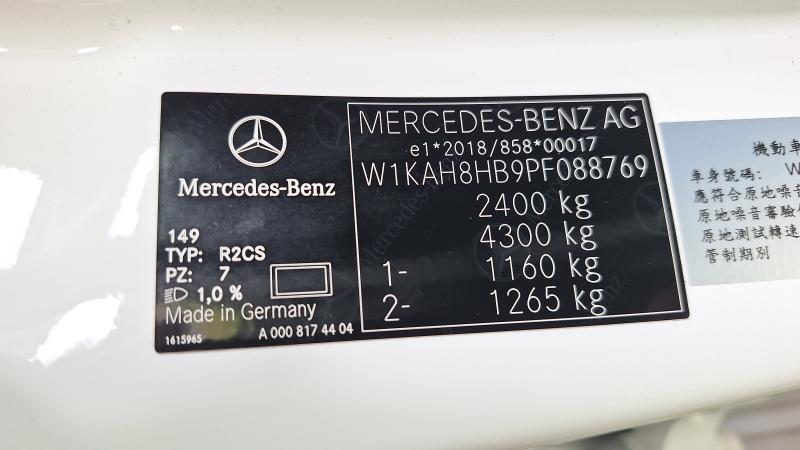 Mercedes-Benz
149
TYP: R2CS
PZ: 7
1,0 %
Made in Germany
1615965
A 000 817 44 04
MERCEDES-BENZ AG
e1*2018/858*00017
W1KAH8HB9PF088769
2400 kg
4300 kg
1- 1160 kg
2- 1265 kg
機動車
車身號碼: W
應符合原地噪音
原地噪音審驗
原地測試轉速
管制期別